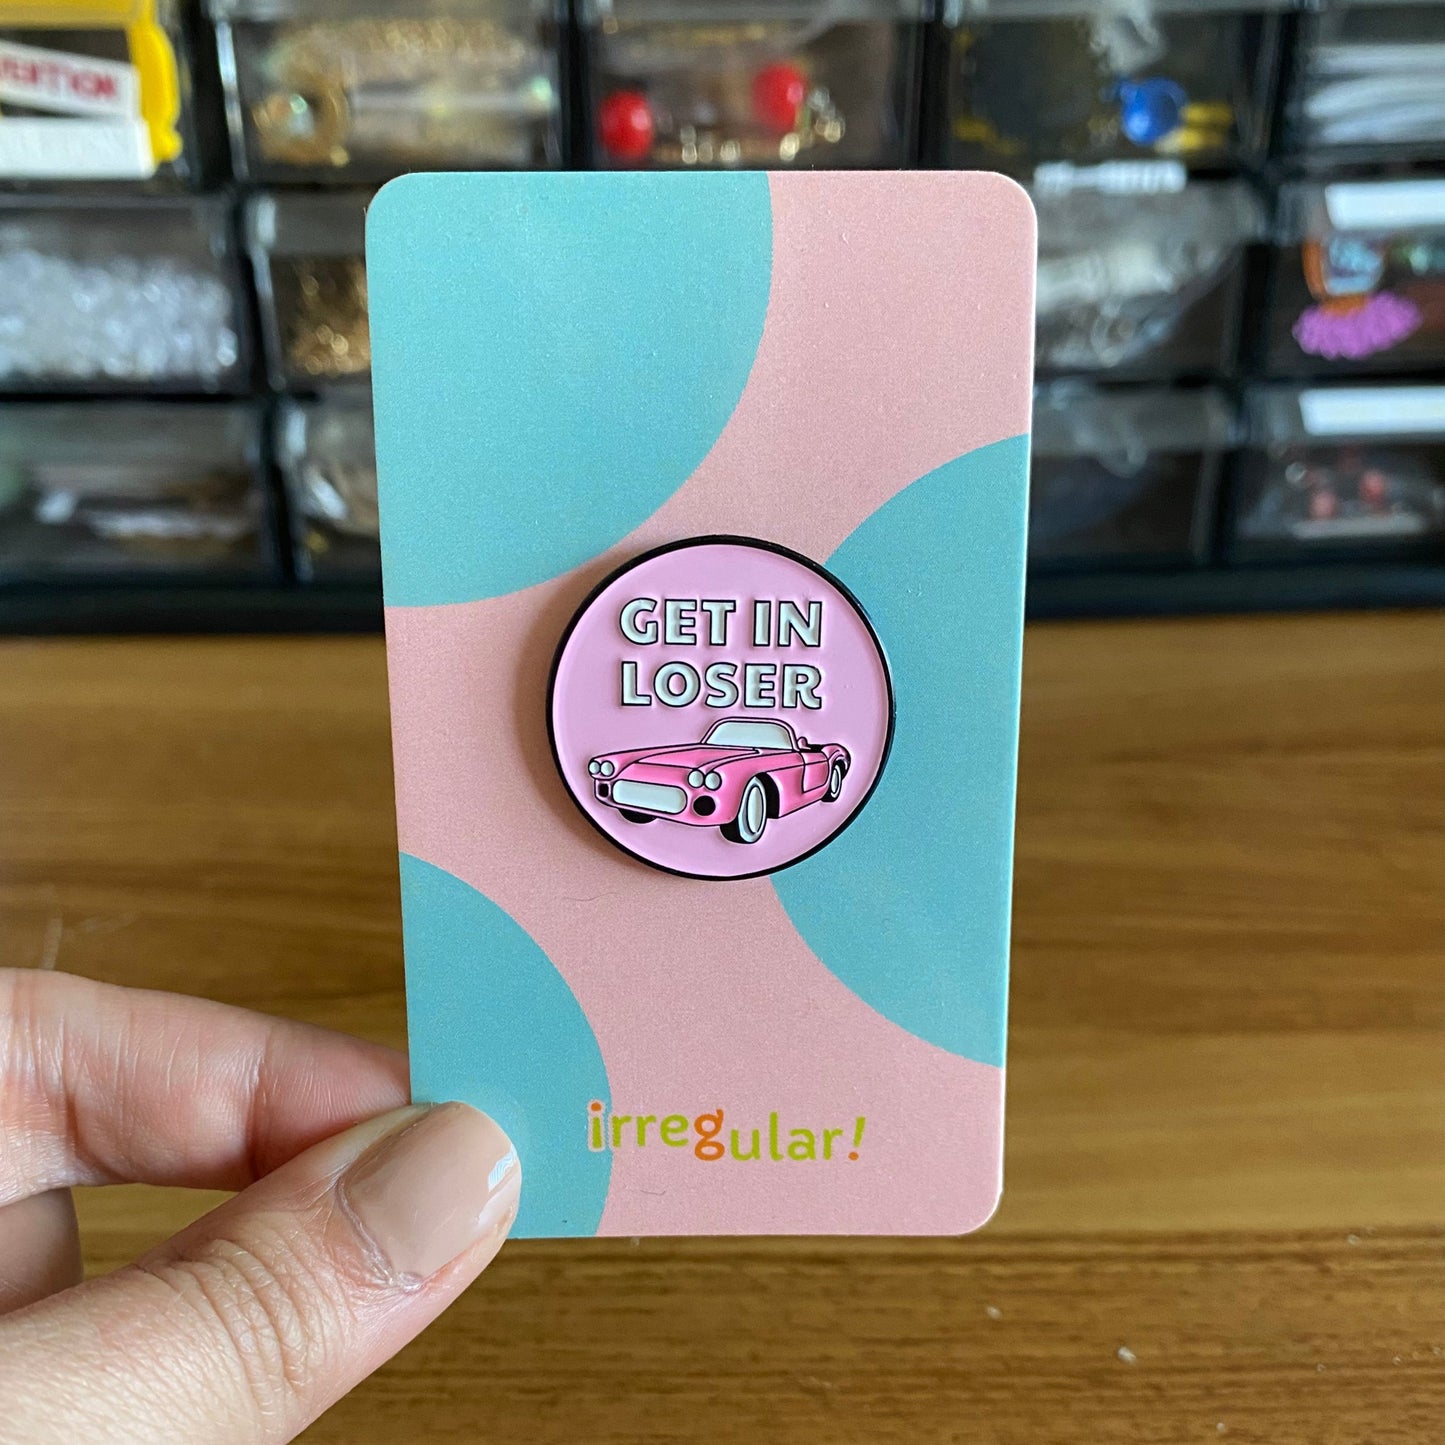 GET IN
LOSER
irregular!